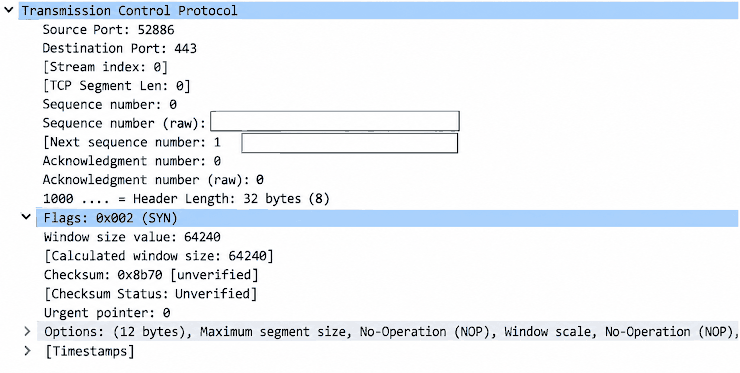 Transmission Control Protocol
Source Port: 52886
Destination Port: 443
[Stream index: 0]
[TCP Segment Len: 0]
Sequence number: 0
Sequence number (raw):
[Next sequence number: 1
Acknowledgment number: 0
Acknowledgment number (raw): 0
1000 .... = Header Length: 32 bytes (8)
Flags: 0x002 (SYN)
Window size value: 64240
[Calculated window size: 64240]
Checksum: 0x8b70 [unverified]
[Checksum Status: Unverified]
Urgent pointer: 0
Options: (12 bytes), Maximum segment size, No-Operation (NOP), Window scale, No-Operation (NOP),
[Timestamps]